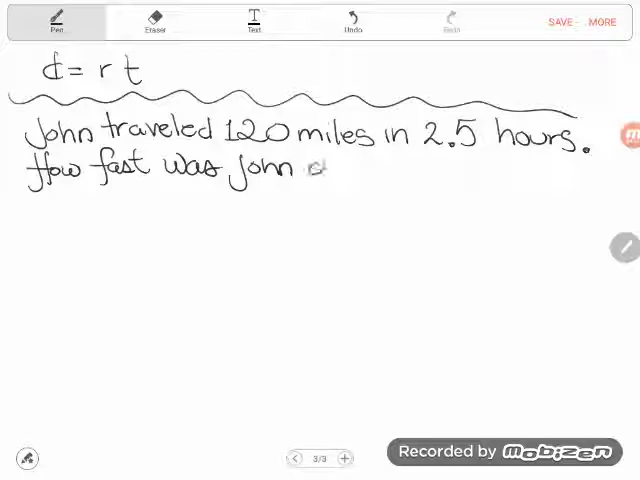 Pen
Eraser
Text
Undo
Redo
SAVE
MORE
d = r t
John traveled 120 miles in 2.5 hours.
How fast was John
3/3
Recorded by mobizen